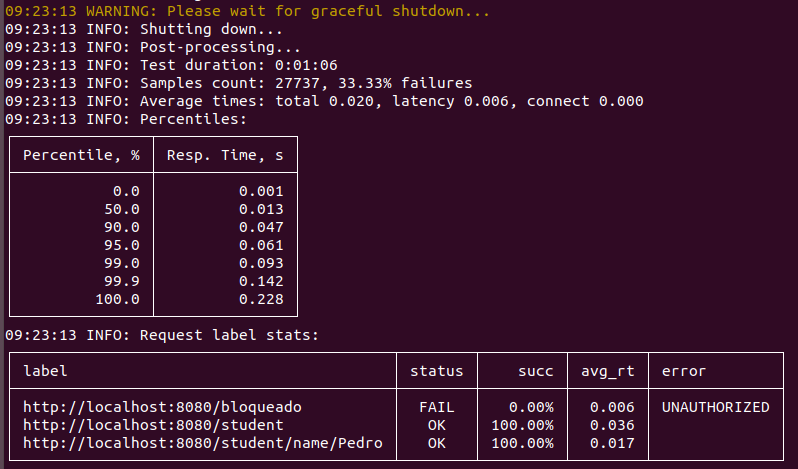 09:23:13 WARNING: Please wait for graceful shutdown...
09:23:13 INFO: Shutting down...
09:23:13 INFO: Post-processing...
09:23:13 INFO: Test duration: 0:01:06
09:23:13 INFO: Samples count: 27737, 33.33% failures
09:23:13 INFO: Average times: total 0.020, latency 0.006, connect 0.000
09:23:13 INFO: Percentiles:
Percentile, % Resp. Time, s
0.0 0.001
50.0 0.013
90.0 0.047
95.0 0.061
99.0 0.093
99.9 0.142
100.0 0.228
09:23:13 INFO: Request label stats:
label status succ avg_rt error
http://localhost:8080/bloqueado FAIL 0.00% 0.006 UNAUTHORIZED
http://localhost:8080/student OK 100.00% 0.036
http://localhost:8080/student/name/Pedro OK 100.00% 0.017